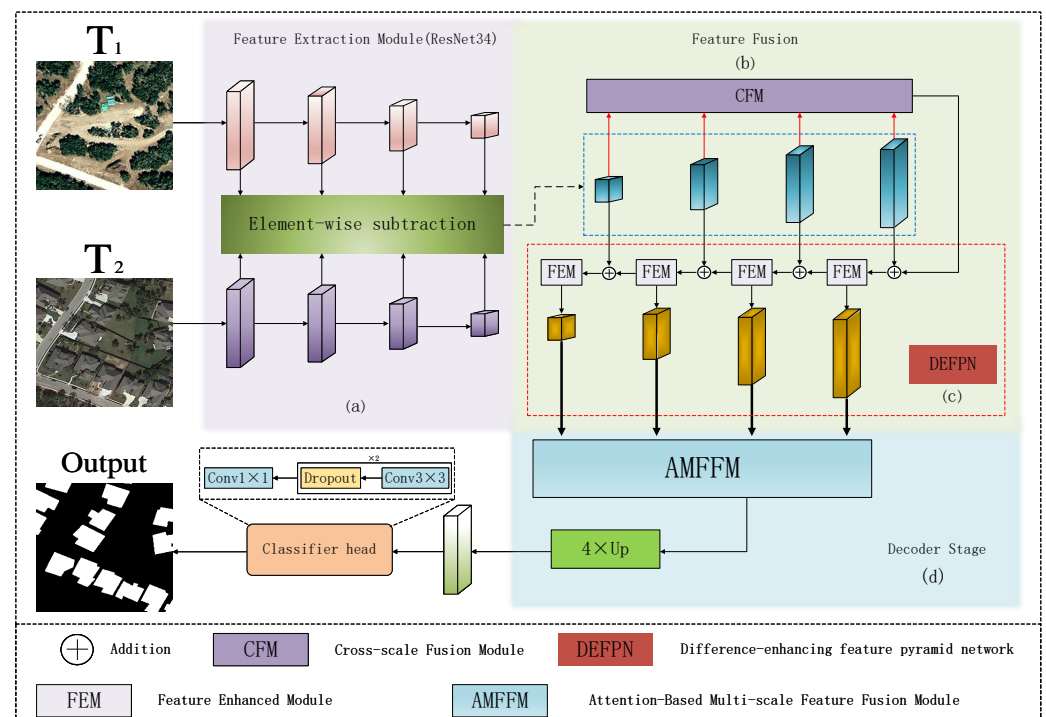 T1
Feature Extraction Module(ResNet34)
Feature Fusion
(b)
CFM
Element-wise subtraction
T2
FEM
FEM
FEM
FEM
DEFPN
(c)
(a)
Output
×2
Conv1×1
Dropout
Conv3×3
AMFFM
Classifier head
4×Up
Decoder Stage
(d)
Addition
CFM
Cross-scale Fusion Module
DEFPN
Difference-enhancing feature pyramid network
FEM
Feature Enhanced Module
AMFFM
Attention-Based Multi-scale Feature Fusion Module